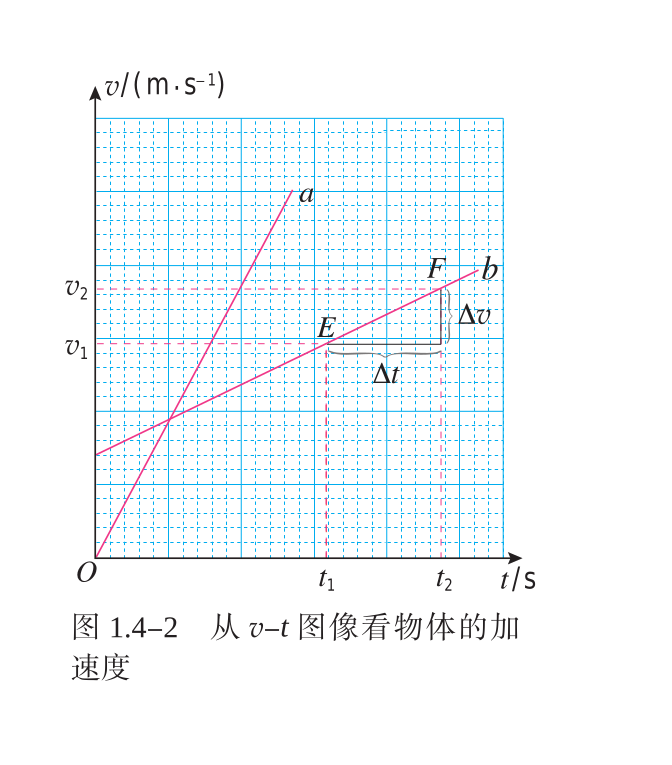 v/(m·s⁻¹)
a
F
b
v₂
Δv
E
v₁
Δt
O
t₁
t₂
t/s
图 1.4–2 从 v–t 图像看物体的加
速度